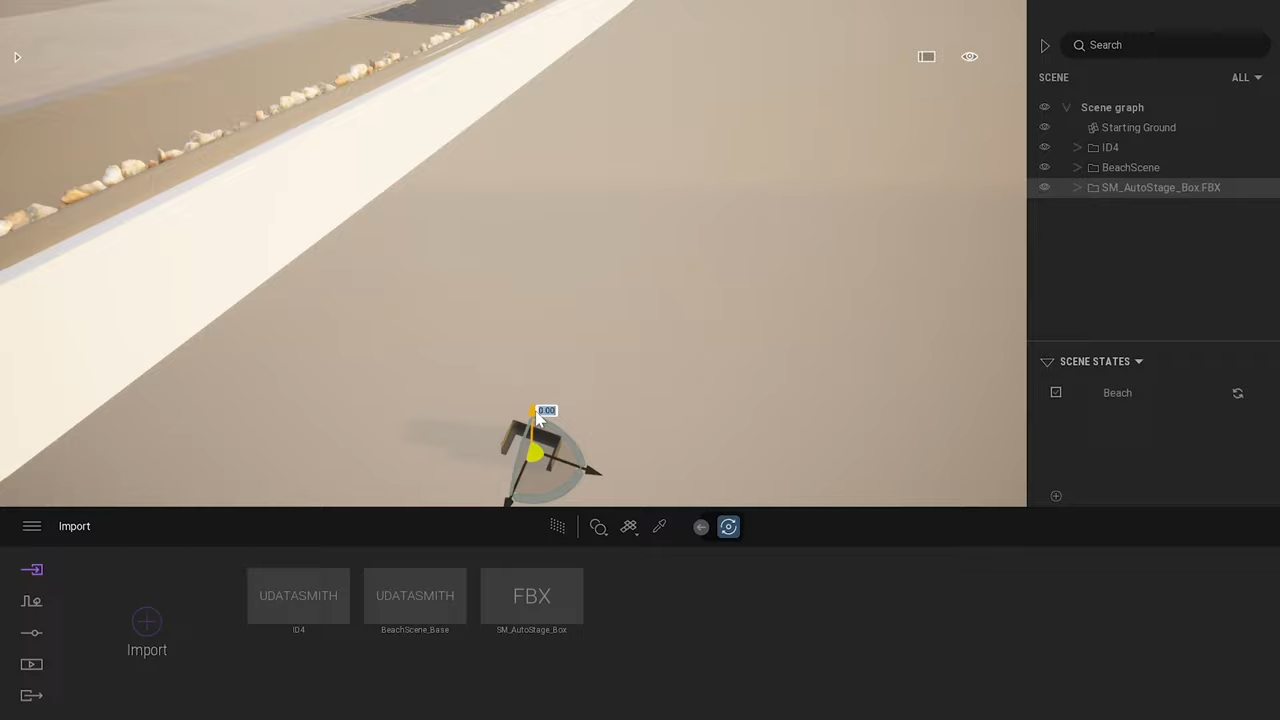 Search
SCENE
ALL
Scene graph
Starting Ground
ID4
BeachScene
SM_AutoStage_Box.FBX
SCENE STATES
Beach
0.00
Import
UDATASMITH
UDATASMITH
FBX
ID4
BeachScene_Base
SM_AutoStage_Box
Import